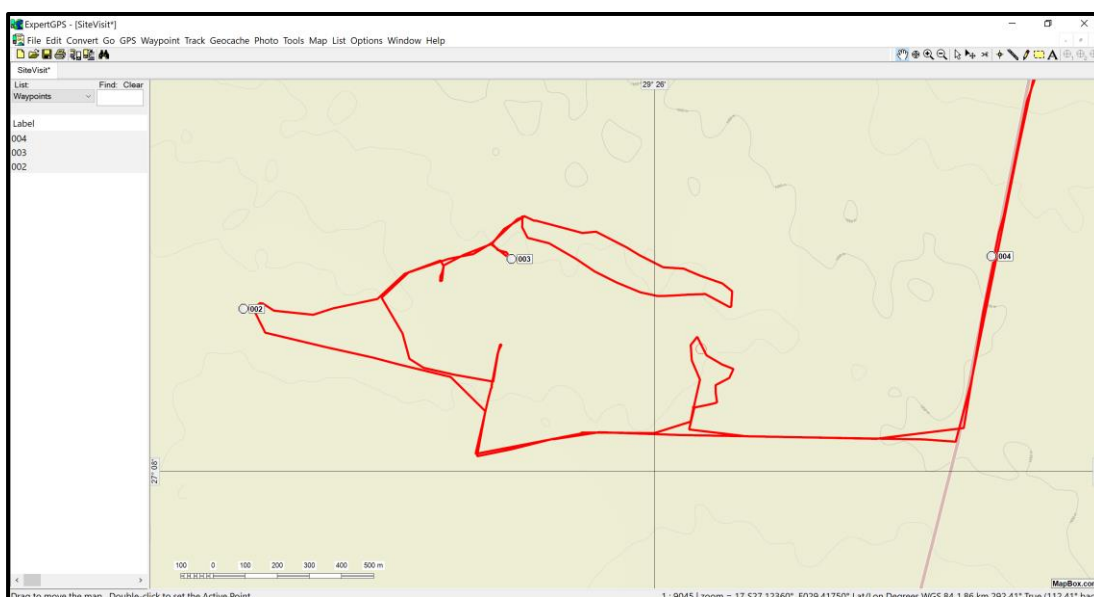 ExpertGPS - [SiteVisit*]
File Edit Convert Go GPS Waypoint Track Geocache Photo Tools Map List Options Window Help
SiteVisit*
List: Find: Clear
Waypoints
Label
004
003
002
29° 26'
003
004
002
27° 08'
100 0 100 200 300 400 500 m
MapBox.com
Drag to move the map. Double-click to set the Active Point.
1 : 9045 | zoom = 17 S27.12360°, E029.41750° Lat/Lon Degrees WGS 84 1.86 km 292.41° True (112.41° bac